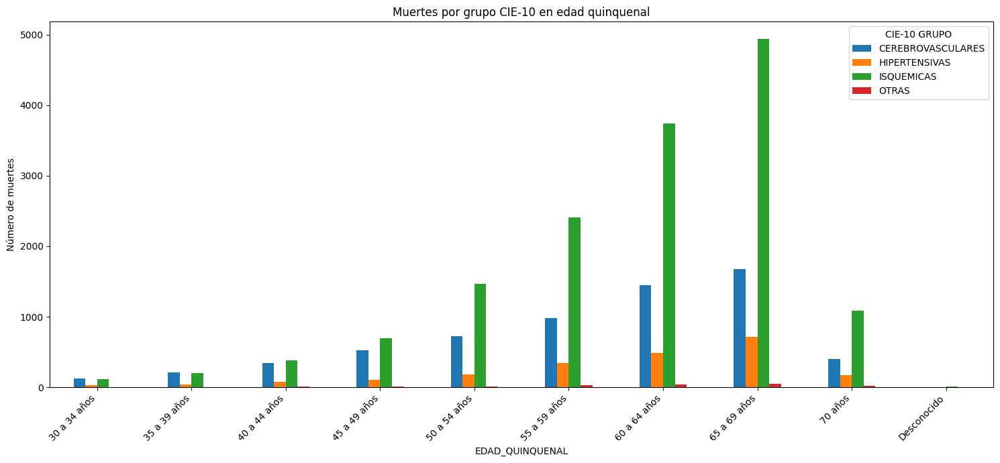 Muertes por grupo CIE-10 en edad quinquenal
CIE-10 GRUPO
CEREBROVASCULARES
HIPERTENSIVAS
ISQUEMICAS
OTRAS
Número de muertes
5000
4000
3000
2000
1000
0
30 a 34 años
35 a 39 años
40 a 44 años
45 a 49 años
50 a 54 años
55 a 59 años
60 a 64 años
65 a 69 años
70 años
Desconocido
EDAD_QUINQUENAL